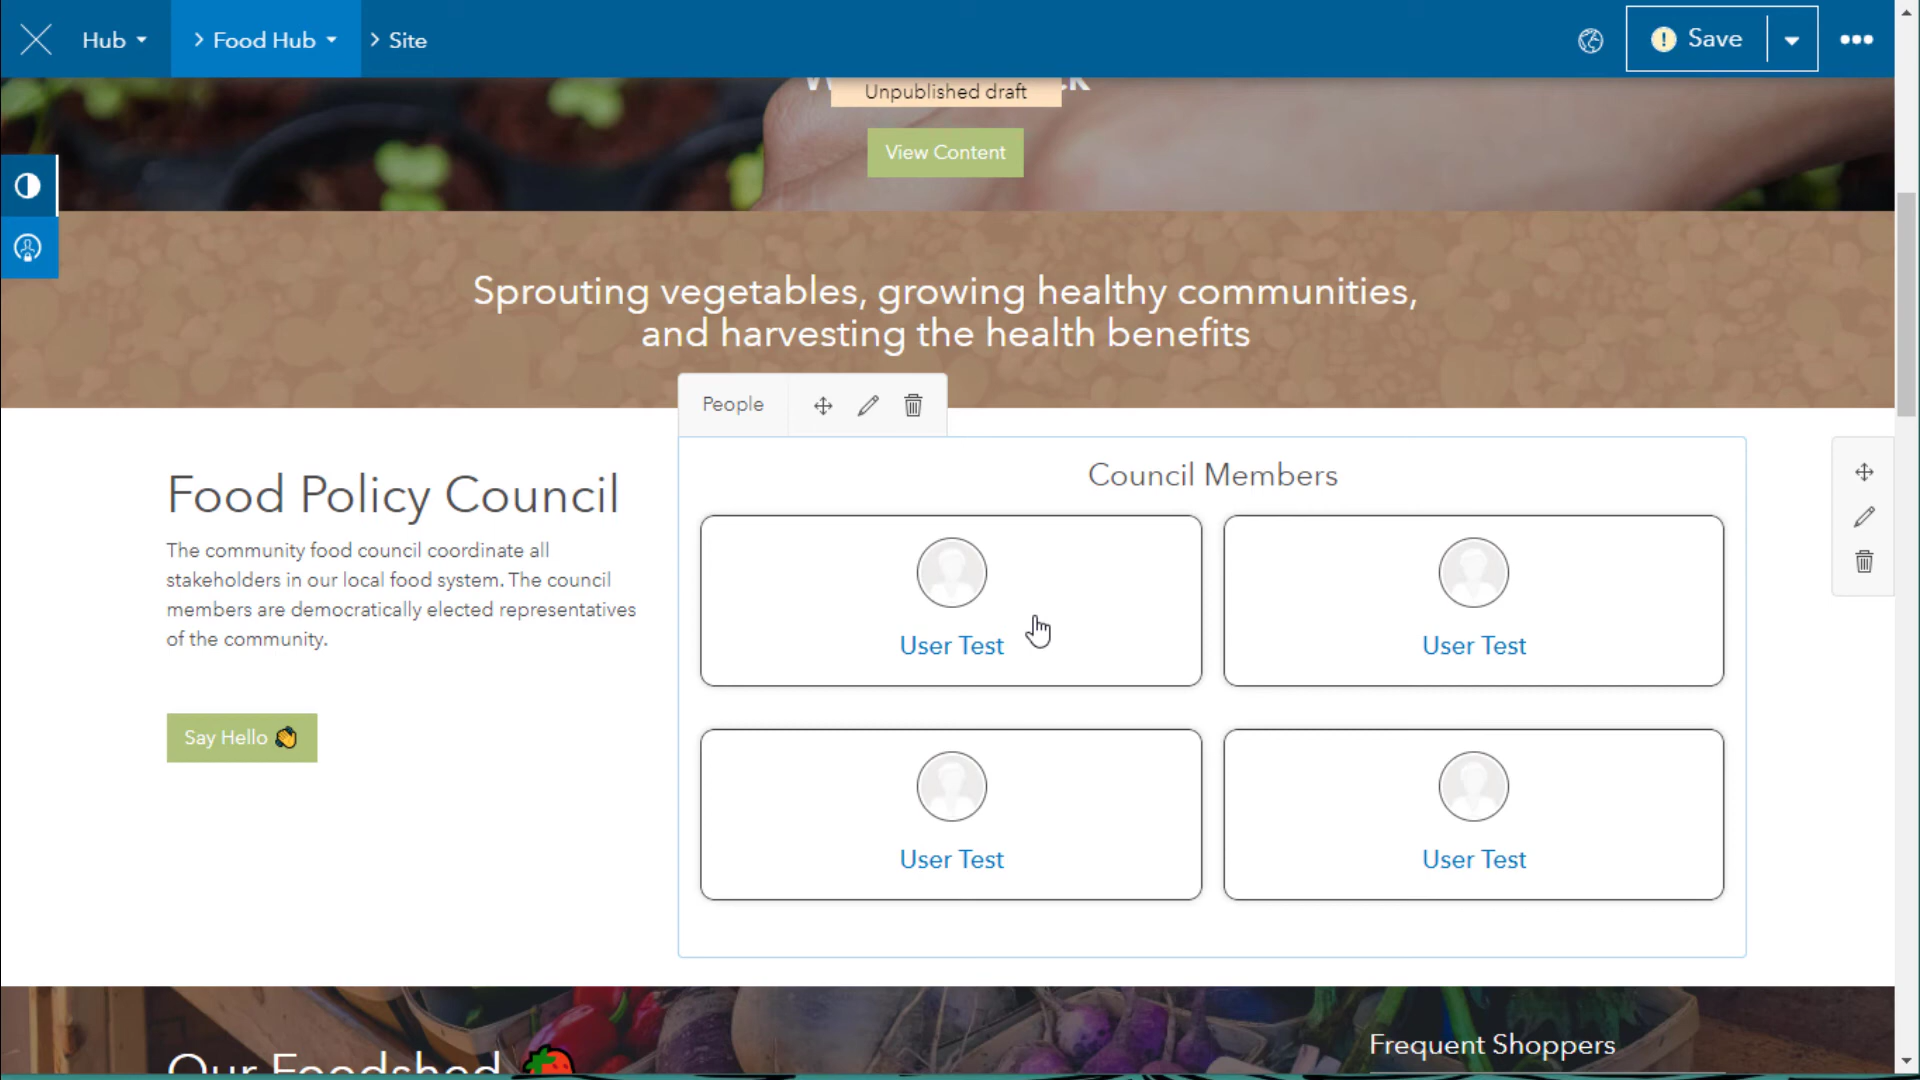 Hub
Food Hub
Site
! Save
Unpublished draft
View Content
Sprouting vegetables, growing healthy communities,
and harvesting the health benefits
People
Food Policy Council
The community food council coordinate all
stakeholders in our local food system. The council
members are democratically elected representatives
of the community.
Say Hello
Council Members
User Test
User Test
User Test
User Test
Our Foodshed
Frequent Shoppers